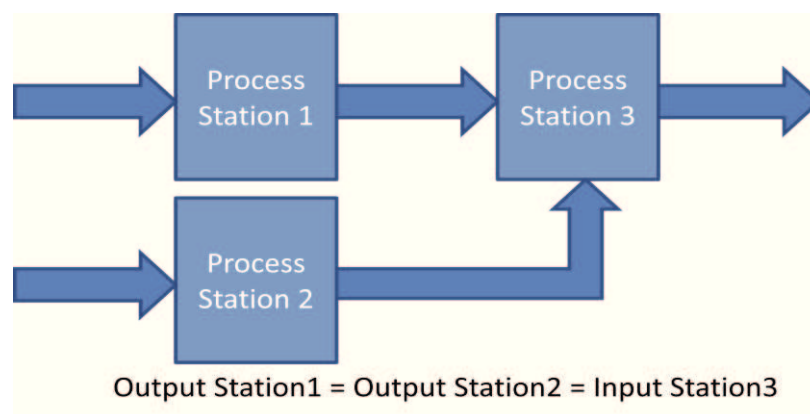 Process
Station 1
Process
Station 3
Process
Station 2
Output Station1 = Output Station2 = Input Station3